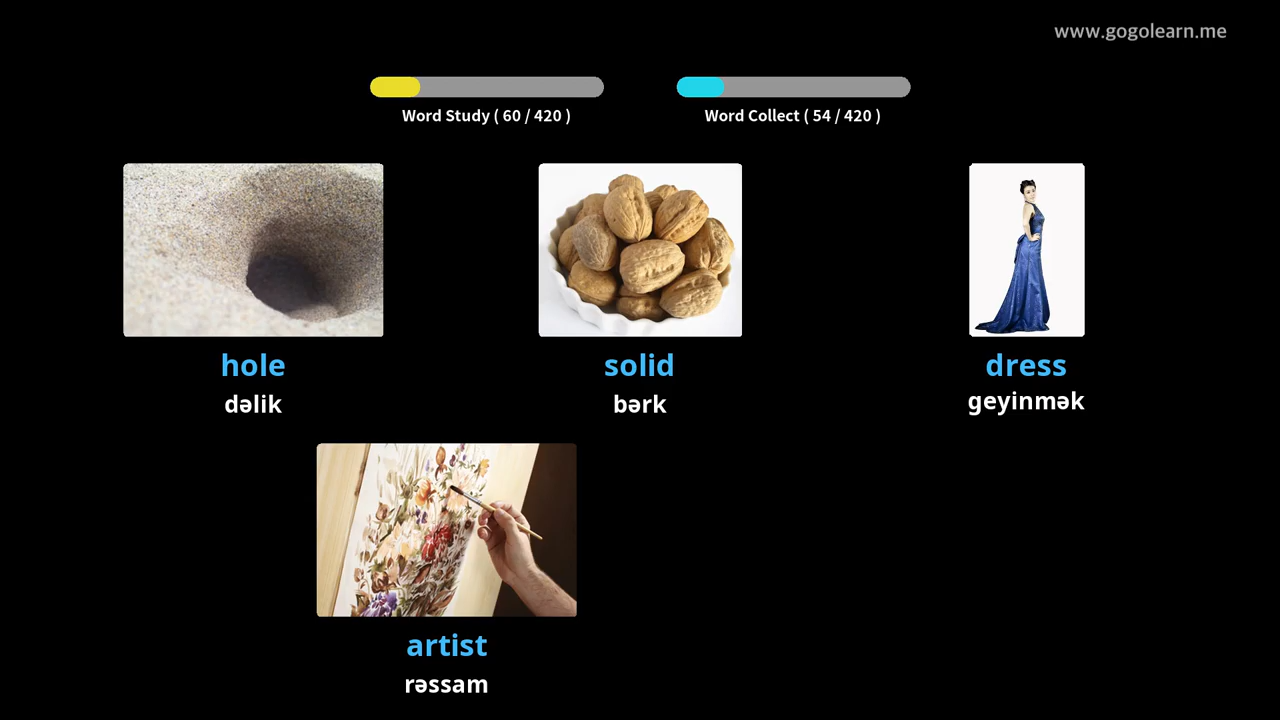 www.gogolearn.me
Word Study ( 60 / 420 )
Word Collect ( 54 / 420 )
hole
dəlik
solid
bərk
dress
geyinmək
artist
rəssam